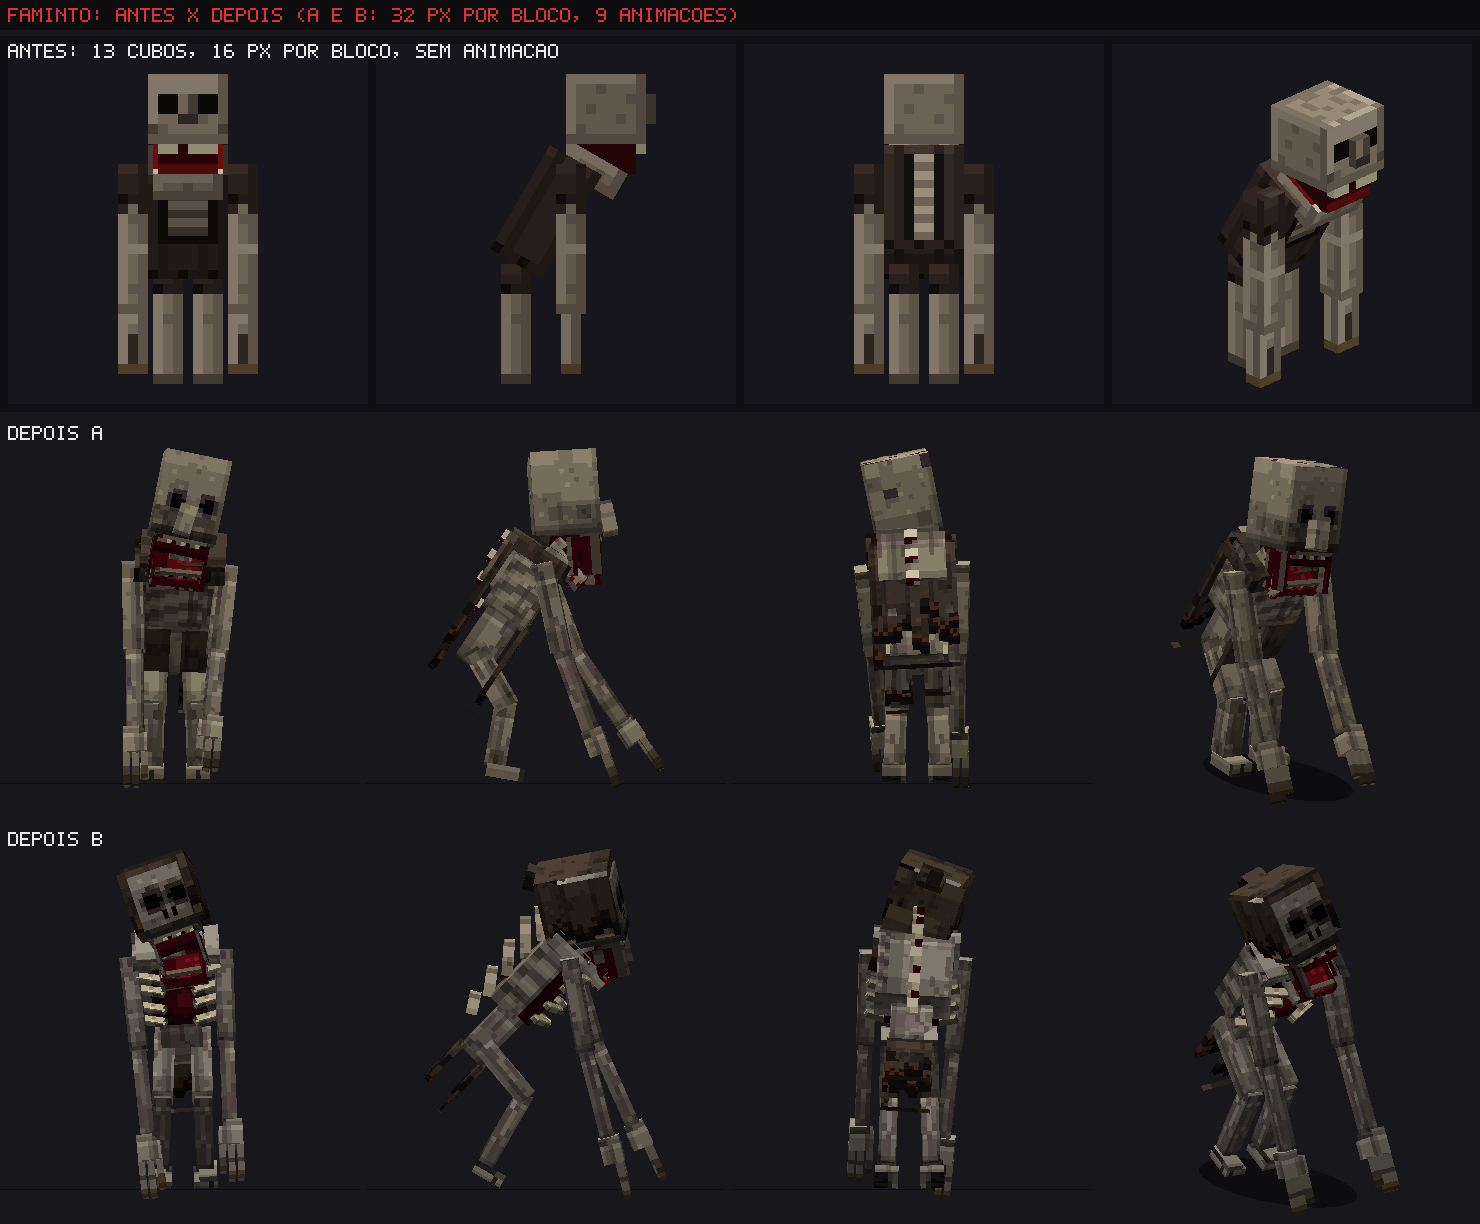 FAMINTO: ANTES X DEPOIS (A E B: 32 PX POR BLOCO, 9 ANIMACOES)
ANTES: 13 CUBOS, 16 PX POR BLOCO, SEM ANIMACAO
DEPOIS A
DEPOIS B